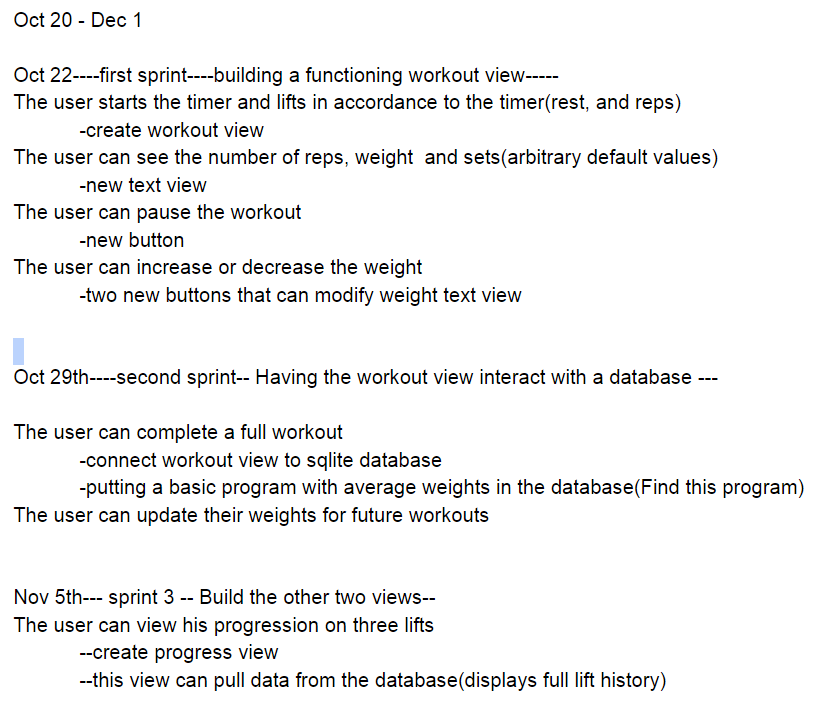 Oct 20 - Dec 1
Oct 22----first sprint----building a functioning workout view-----
The user starts the timer and lifts in accordance to the timer(rest, and reps)
-create workout view
The user can see the number of reps, weight  and sets(arbitrary default values)
-new text view
The user can pause the workout
-new button
The user can increase or decrease the weight
-two new buttons that can modify weight text view
Oct 29th----second sprint-- Having the workout view interact with a database ---
The user can complete a full workout
-connect workout view to sqlite database
-putting a basic program with average weights in the database(Find this program)
The user can update their weights for future workouts
Nov 5th--- sprint 3 -- Build the other two views--
The user can view his progression on three lifts
--create progress view
--this view can pull data from the database(displays full lift history)